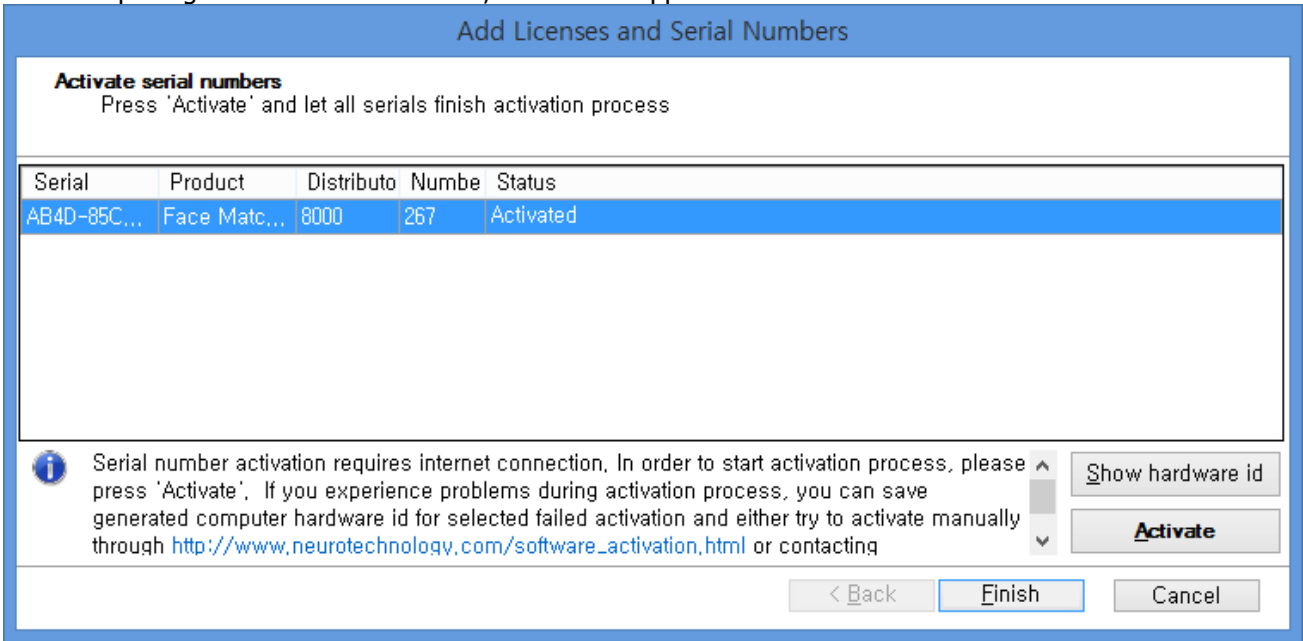 Add Licenses and Serial Numbers
Activate serial numbers
Press 'Activate' and let all serials finish activation process
Serial Product Distributo Numbe Status
AB4D-85C... Face Matc... 8000 267 Activated
Serial number activation requires internet connection, In order to start activation process, please
press 'Activate', If you experience problems during activation process, you can save
generated computer hardware id for selected failed activation and either try to activate manually
through http://www.neurotechnology.com/software_activation.html or contacting
Show hardware id
Activate
< Back Finish Cancel